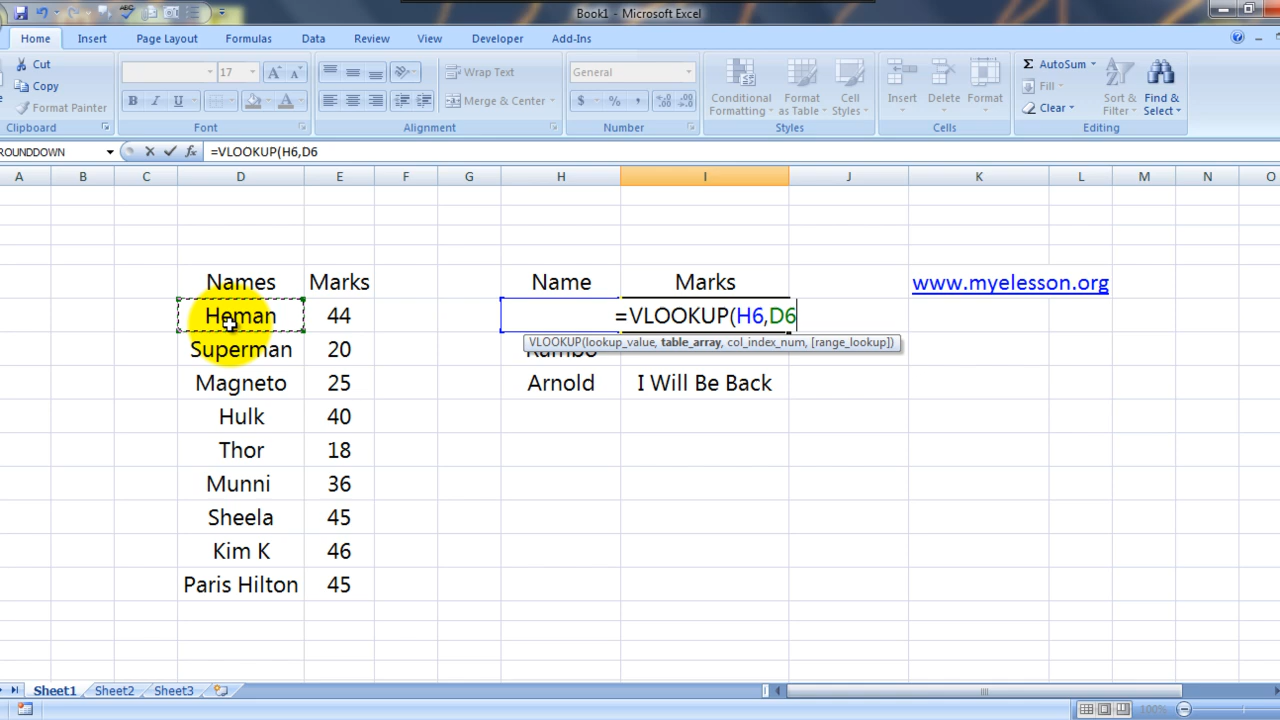 Book1 - Microsoft Excel
Home Insert Page Layout Formulas Data Review View Developer Add-Ins
Cut
Copy
Format Painter
Clipboard
17
B I U
Font
Wrap Text
Merge & Center
Alignment
General
$ % ,
Number
Conditional Formatting
Format as Table
Cell Styles
Styles
Insert Delete Format
Cells
Σ AutoSum
Fill
Clear
Sort & Filter
Find & Select
Editing
ROUNDDOWN fx =VLOOKUP(H6,D6
A B C D E F G H I J K L M N O
Names Marks Name Marks www.myelesson.org
Heman 44 =VLOOKUP(H6,D6
VLOOKUP(lookup_value, table_array, col_index_num, [range_lookup])
Superman 20 Rambo
Magneto 25 Arnold I Will Be Back
Hulk 40
Thor 18
Munni 36
Sheela 45
Kim K 46
Paris Hilton 45
Sheet1 Sheet2 Sheet3
100%